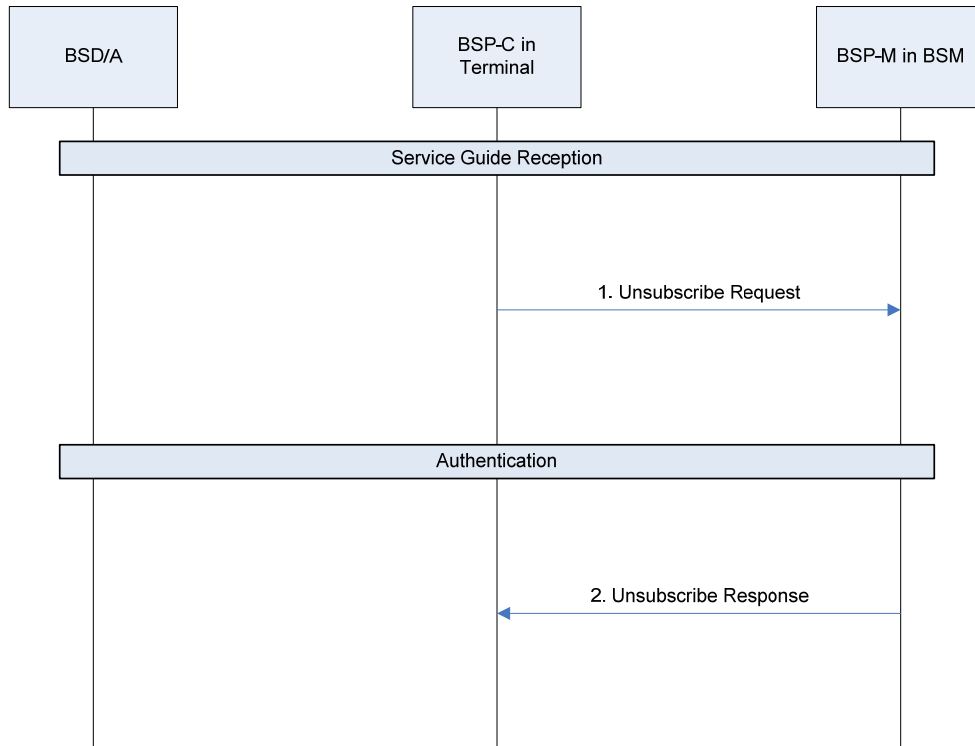 BSD/A
BSP-C in
Terminal
BSP-M in BSM
Service Guide Reception
1. Unsubscribe Request
Authentication
2. Unsubscribe Response